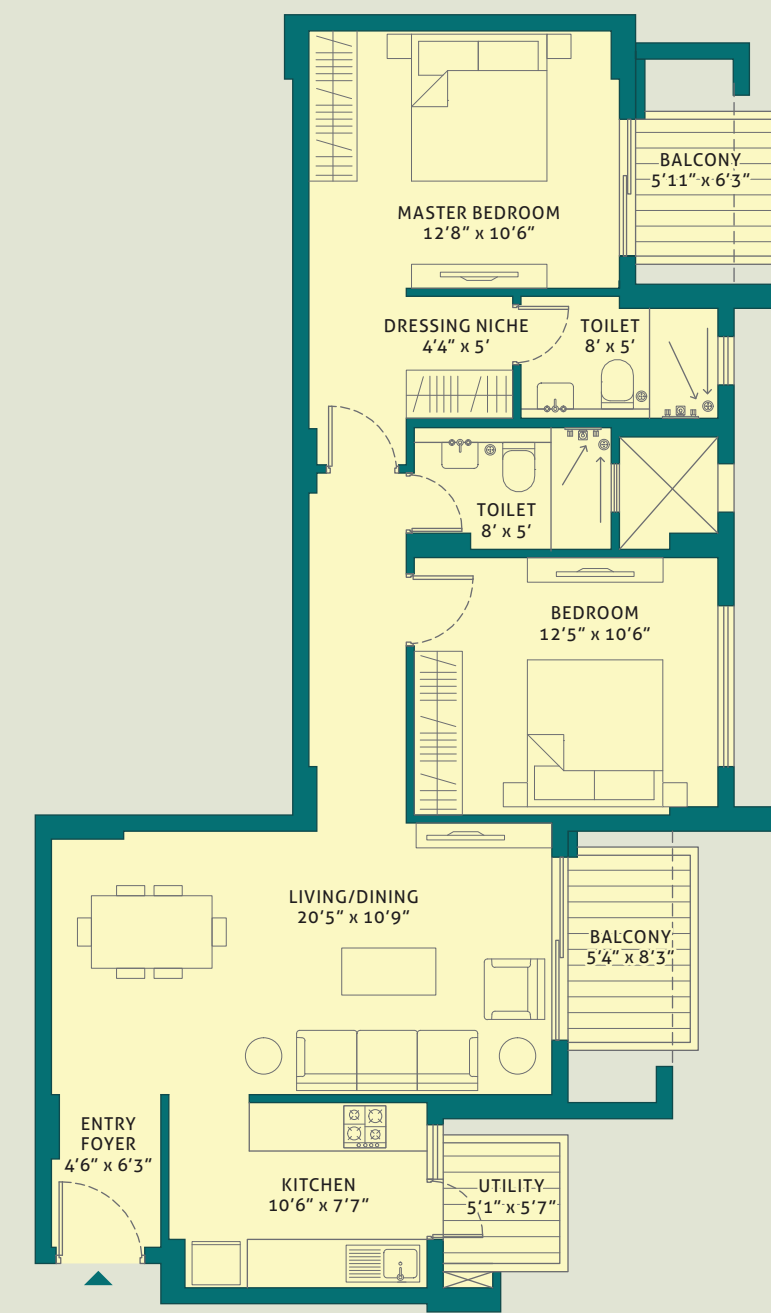 BALCONY
5'11" x 6'3"
MASTER BEDROOM
12'8" x 10'6"
DRESSING NICHE
4'4" x 5'
TOILET
8' x 5'
TOILET
8' x 5'
BEDROOM
12'5" x 10'6"
LIVING/DINING
20'5" x 10'9"
BALCONY
5'4" x 8'3"
ENTRY
FOYER
4'6" x 6'3"
KITCHEN
10'6" x 7'7"
UTILITY
5'1" x 5'7"